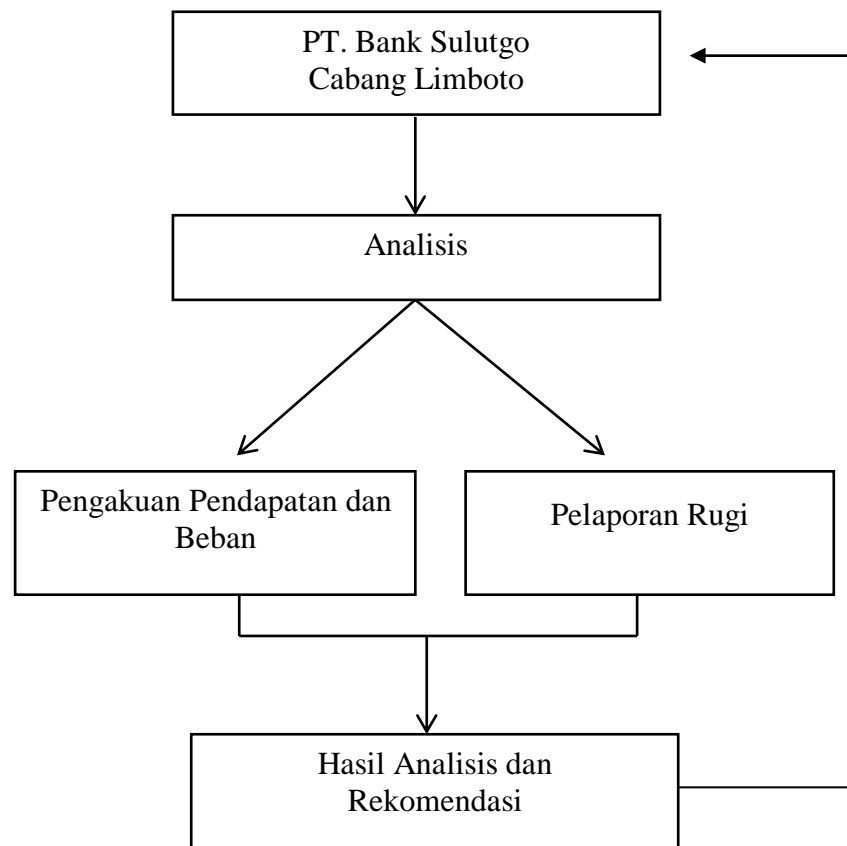 PT. Bank Sulutgo
Cabang Limboto
Analisis
Pengakuan Pendapatan dan
Beban
Pelaporan Rugi
Hasil Analisis dan
Rekomendasi